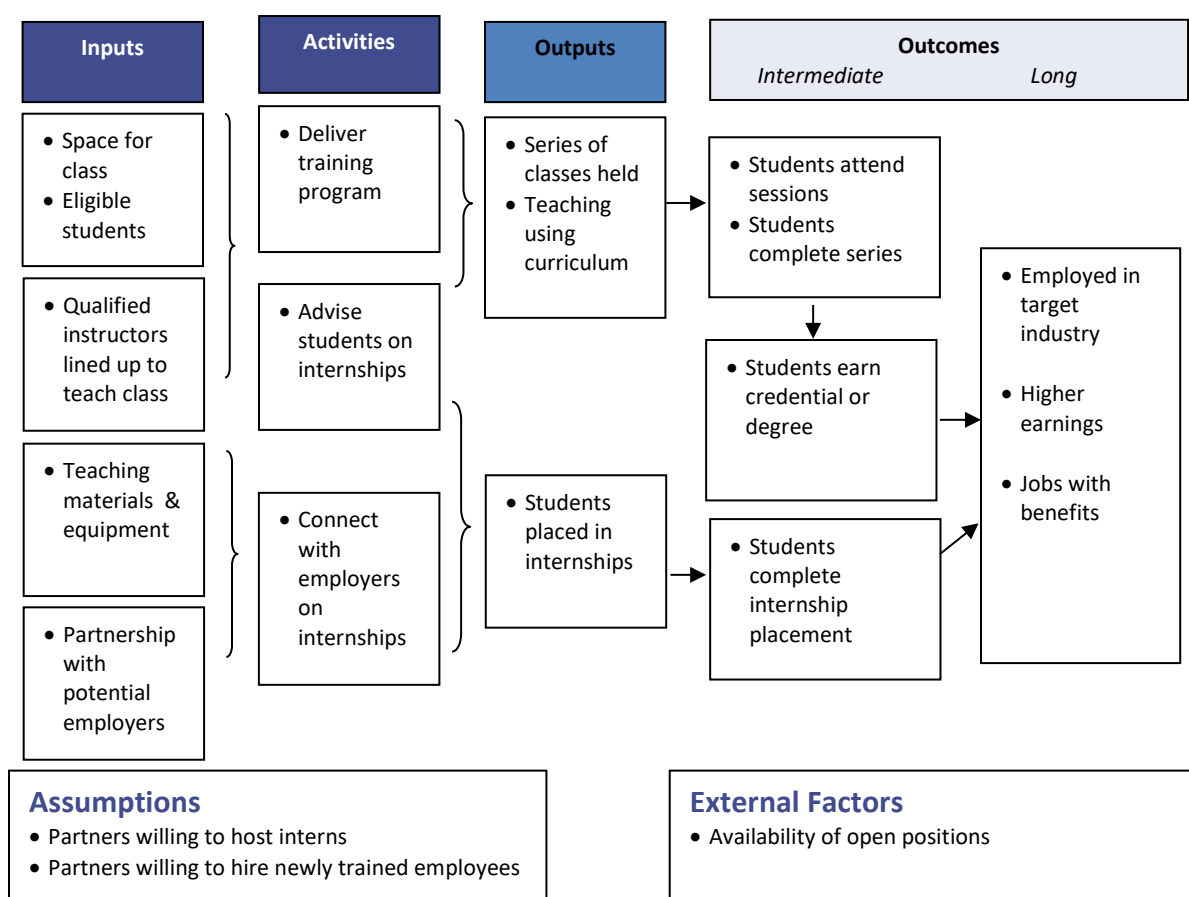 Inputs
Activities
Outputs
Outcomes
Intermediate
Long
• Space for
class
• Eligible
students
• Qualified
instructors
lined up to
teach class
• Teaching
materials &
equipment
• Partnership
with
potential
employers
• Deliver
training
program
• Advise
students on
internships
• Connect
with
employers
on
internships
• Series of
classes held
• Teaching
using
curriculum
• Students
placed in
internships
• Students attend
sessions
• Students
complete series
• Students earn
credential or
degree
• Students
complete
internship
placement
• Employed in
target
industry
• Higher
earnings
• Jobs with
benefits
Assumptions
• Partners willing to host interns
• Partners willing to hire newly trained employees
External Factors
• Availability of open positions